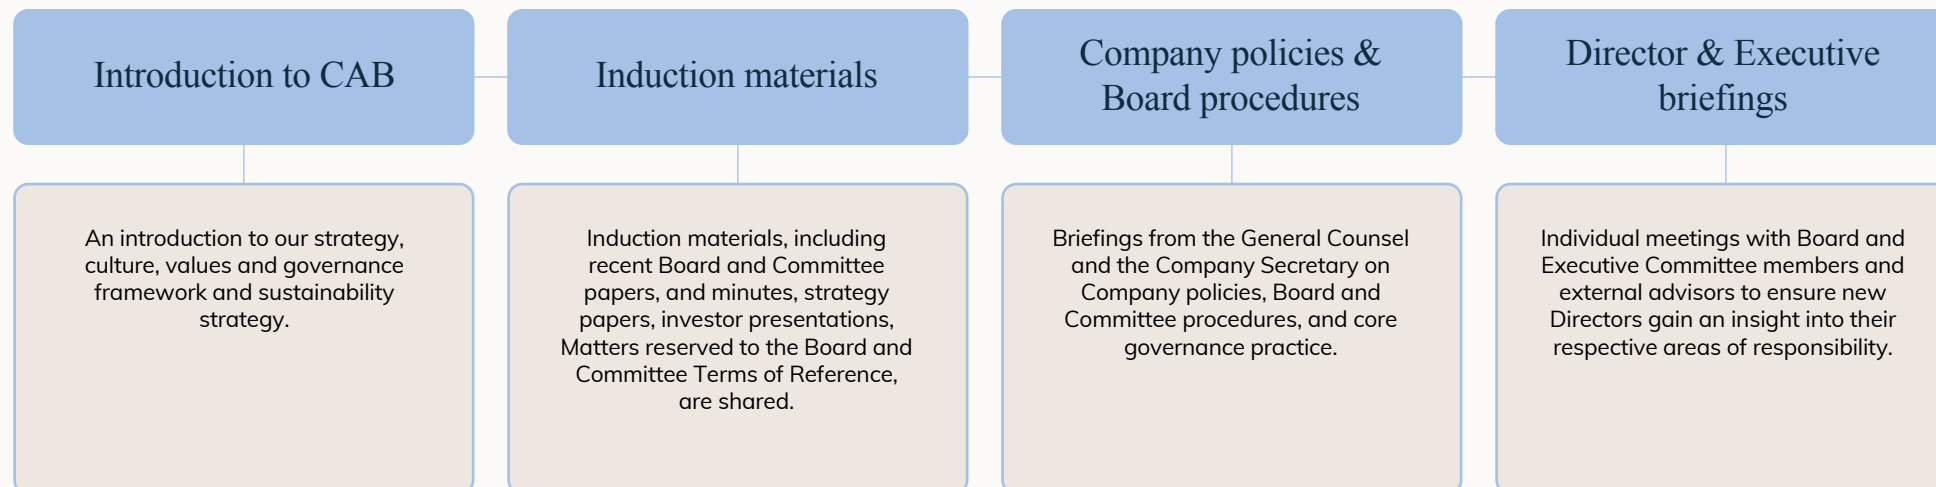 Introduction to CAB
An introduction to our strategy,
culture, values and governance
framework and sustainability
strategy.
Induction materials
Induction materials, including
recent Board and Committee
papers, and minutes, strategy
papers, investor presentations,
Matters reserved to the Board and
Committee Terms of Reference,
are shared.
Company policies &
Board procedures
Briefings from the General Counsel
and the Company Secretary on
Company policies, Board and
Committee procedures, and core
governance practice.
Director & Executive
briefings
Individual meetings with Board and
Executive Committee members and
external advisors to ensure new
Directors gain an insight into their
respective areas of responsibility.